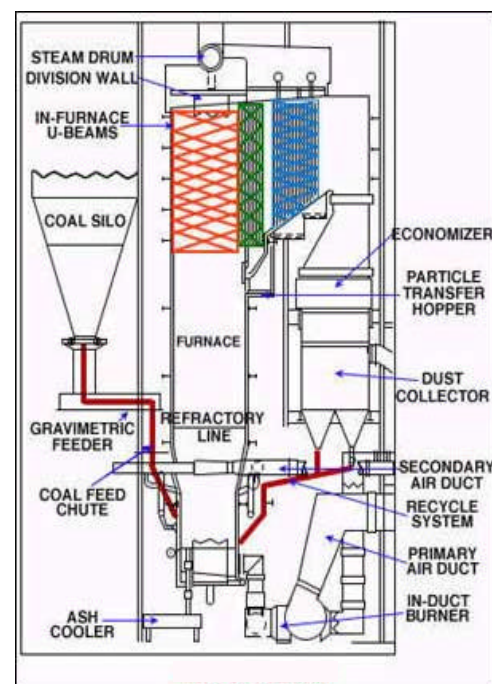 STEAM DRUM
DIVISION WALL
IN-FURNACE
U-BEAMS
COAL SILO
ECONOMIZER
PARTICLE
TRANSFER
HOPPER
FURNACE
DUST
COLLECTOR
REFRACTORY
LINE
GRAVIMETRIC
FEEDER
COAL FEED
CHUTE
SECONDARY
AIR DUCT
RECYCLE
SYSTEM
PRIMARY
AIR DUCT
IN-DUCT
BURNER
ASH
COOLER